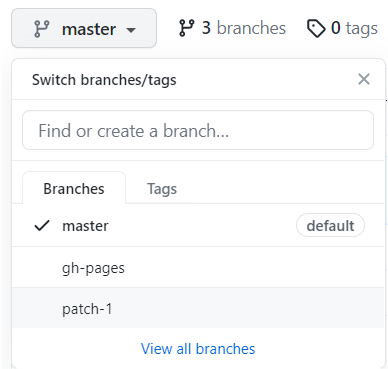 master 3 branches 0 tags
Switch branches/tags
Find or create a branch...
Branches Tags
master default
gh-pages
patch-1
View all branches